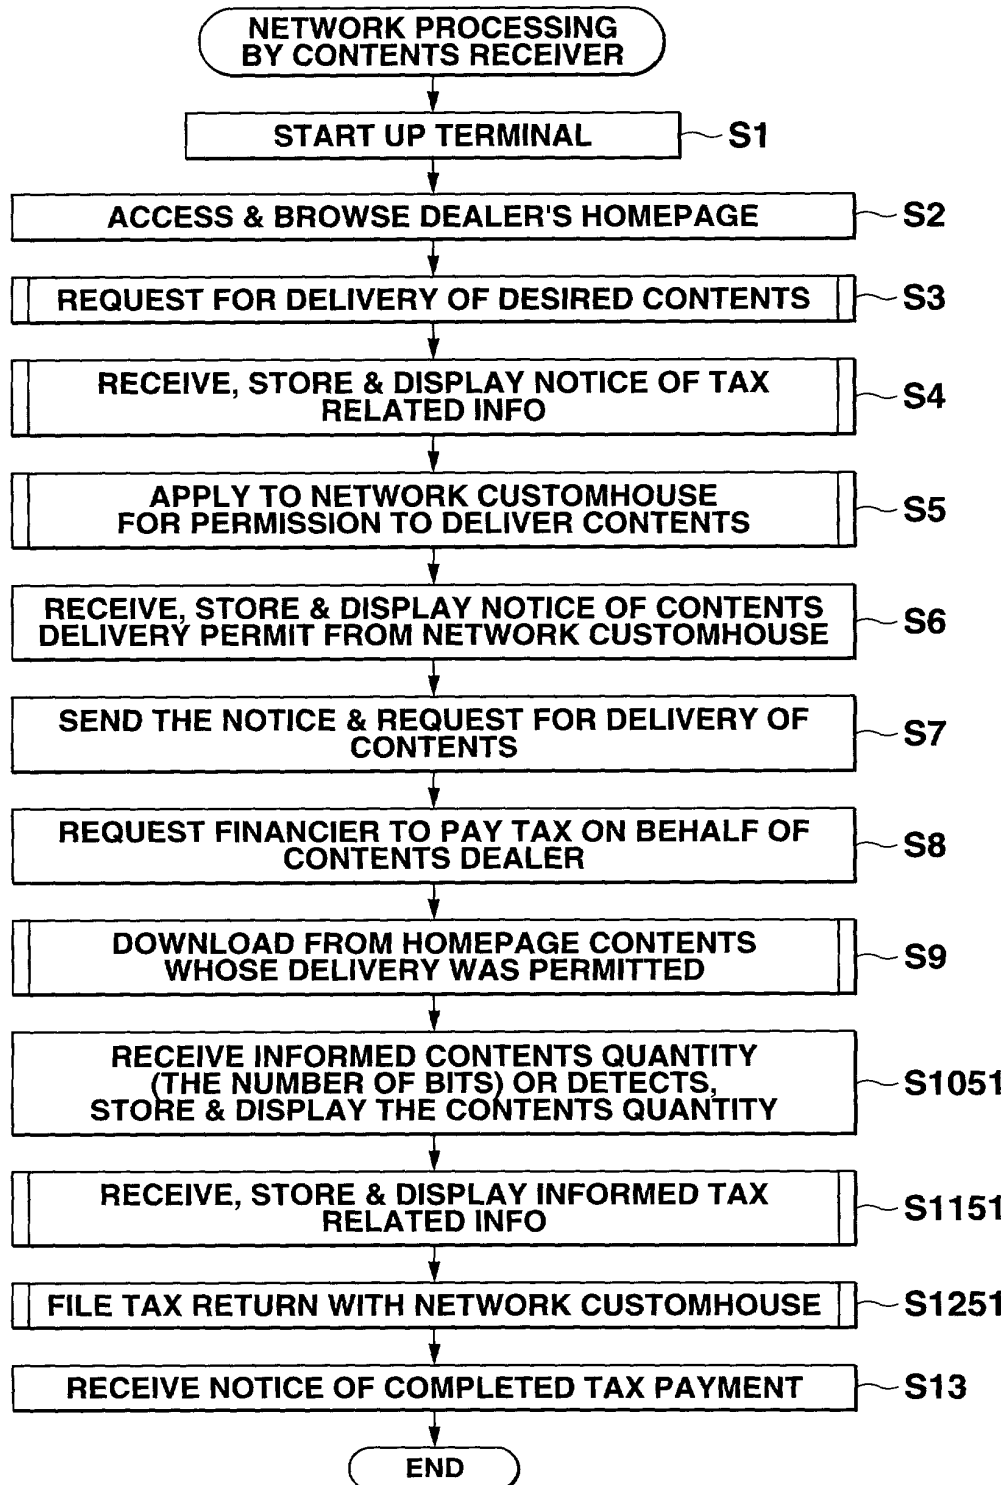 NETWORK PROCESSING
BY CONTENTS RECEIVER
START UP TERMINAL
S1
ACCESS & BROWSE DEALER'S HOMEPAGE
S2
REQUEST FOR DELIVERY OF DESIRED CONTENTS
S3
RECEIVE, STORE & DISPLAY NOTICE OF TAX
RELATED INFO
S4
APPLY TO NETWORK CUSTOMHOUSE
FOR PERMISSION TO DELIVER CONTENTS
S5
RECEIVE, STORE & DISPLAY NOTICE OF CONTENTS
DELIVERY PERMIT FROM NETWORK CUSTOMHOUSE
S6
SEND THE NOTICE & REQUEST FOR DELIVERY OF
CONTENTS
S7
REQUEST FINANCIER TO PAY TAX ON BEHALF OF
CONTENTS DEALER
S8
DOWNLOAD FROM HOMEPAGE CONTENTS
WHOSE DELIVERY WAS PERMITTED
S9
RECEIVE INFORMED CONTENTS QUANTITY
(THE NUMBER OF BITS) OR DETECTS,
STORE & DISPLAY THE CONTENTS QUANTITY
S1051
RECEIVE, STORE & DISPLAY INFORMED TAX
RELATED INFO
S1151
FILE TAX RETURN WITH NETWORK CUSTOMHOUSE
S1251
RECEIVE NOTICE OF COMPLETED TAX PAYMENT
S13
END